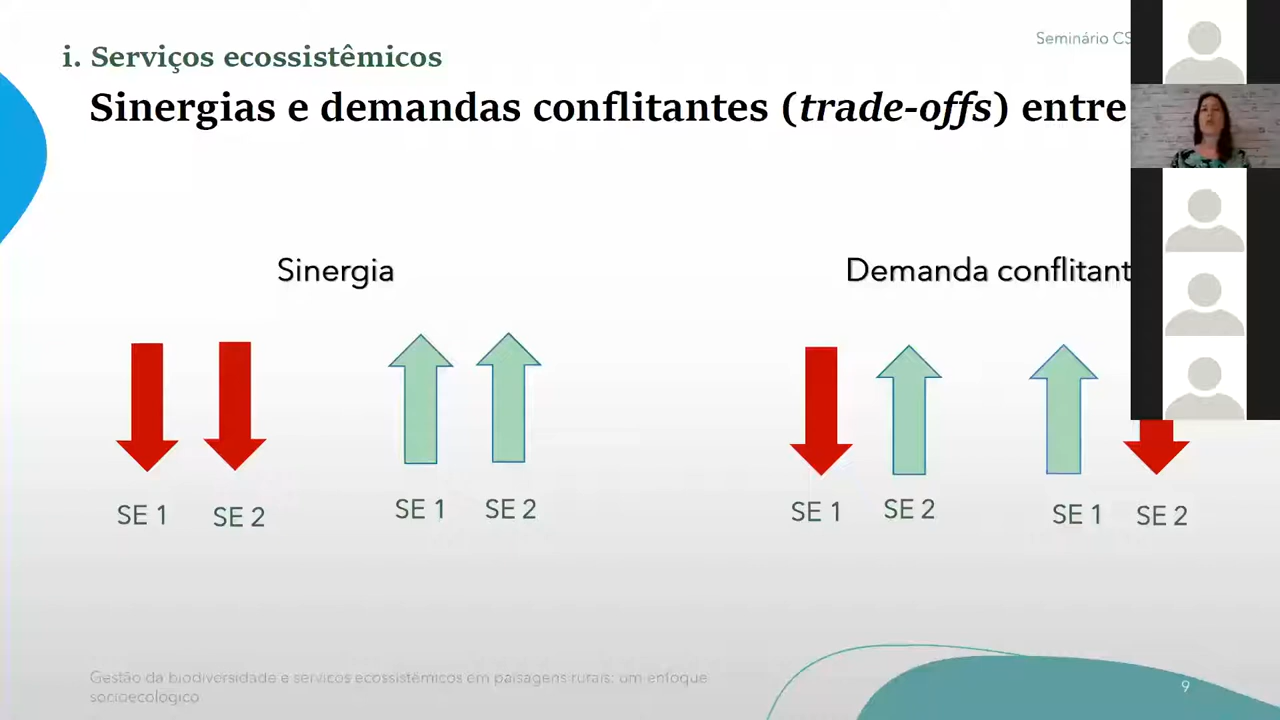 Seminário CS
i. Serviços ecossistêmicos
Sinergias e demandas conflitantes (trade-offs) entre
Sinergia
Demanda conflitant
SE 1
SE 2
SE 1
SE 2
SE 1
SE 2
SE 1
SE 2
Gestão da biodiversidade e serviços ecossistêmicos em paisagens rurais: um enfoque
socioecológico
9